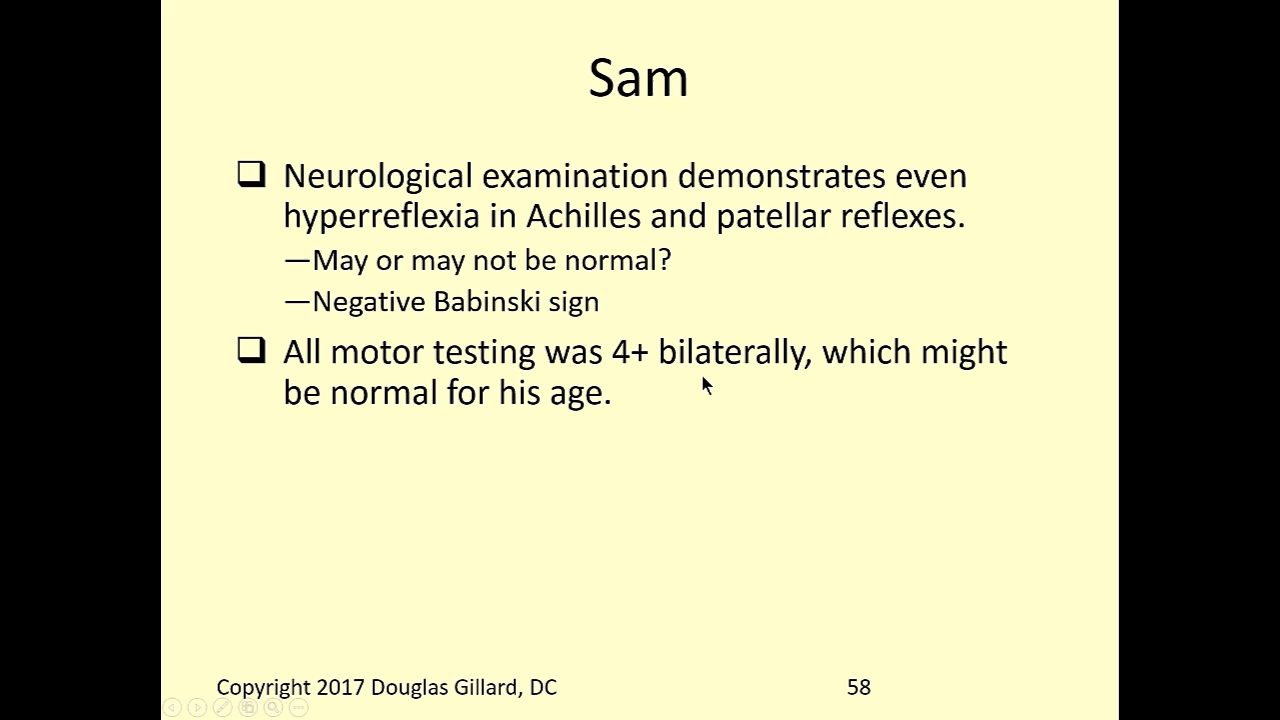 Sam
❑ Neurological examination demonstrates even
hyperreflexia in Achilles and patellar reflexes.
—May or may not be normal?
—Negative Babinski sign
❑ All motor testing was 4+ bilaterally, which might
be normal for his age.
Copyright 2017 Douglas Gillard, DC
58